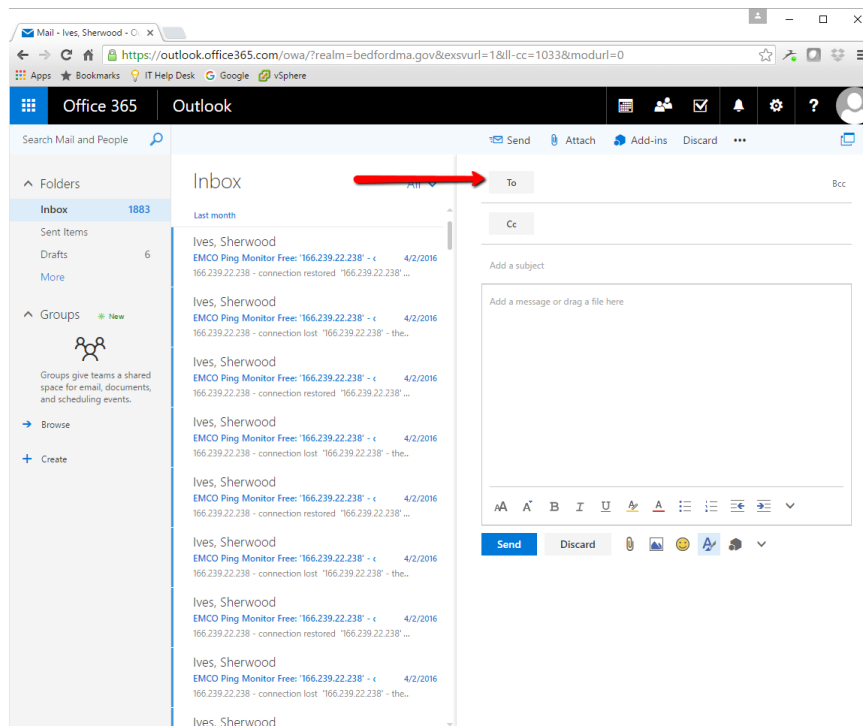 Mail - Ives, Sherwood - O
https://outlook.office365.com/owa/?realm=bedfordma.gov&exsvurl=1&ll-cc=1033&modurl=0
Apps Bookmarks IT Help Desk G Google vSphere
Office 365 Outlook ?
Search Mail and People
Send Attach Add-ins Discard •••
Folders
Inbox 1883
Sent Items
Drafts 6
More
Groups New
Groups give teams a shared
space for email, documents,
and scheduling events.
Browse
Create
Inbox All
Last month
Ives, Sherwood
EMCO Ping Monitor Free: '166.239.22.238' - c 4/2/2016
166.239.22.238 - connection restored '166.239.22.238' ...
Ives, Sherwood
EMCO Ping Monitor Free: '166.239.22.238' - c 4/2/2016
166.239.22.238 - connection lost '166.239.22.238' - the..
Ives, Sherwood
EMCO Ping Monitor Free: '166.239.22.238' - c 4/2/2016
166.239.22.238 - connection restored '166.239.22.238' ...
Ives, Sherwood
EMCO Ping Monitor Free: '166.239.22.238' - c 4/2/2016
166.239.22.238 - connection lost '166.239.22.238' - the..
Ives, Sherwood
EMCO Ping Monitor Free: '166.239.22.238' - c 4/2/2016
166.239.22.238 - connection restored '166.239.22.238' ...
Ives, Sherwood
EMCO Ping Monitor Free: '166.239.22.238' - c 4/2/2016
166.239.22.238 - connection lost '166.239.22.238' - the..
Ives, Sherwood
EMCO Ping Monitor Free: '166.239.22.238' - c 4/2/2016
166.239.22.238 - connection restored '166.239.22.238' ...
Ives, Sherwood
EMCO Ping Monitor Free: '166.239.22.238' - c 4/2/2016
166.239.22.238 - connection lost '166.239.22.238' - the..
Ives, Sherwood
To Bcc
Cc
Add a subject
Add a message or drag a file here
AA A B I U A
Send Discard